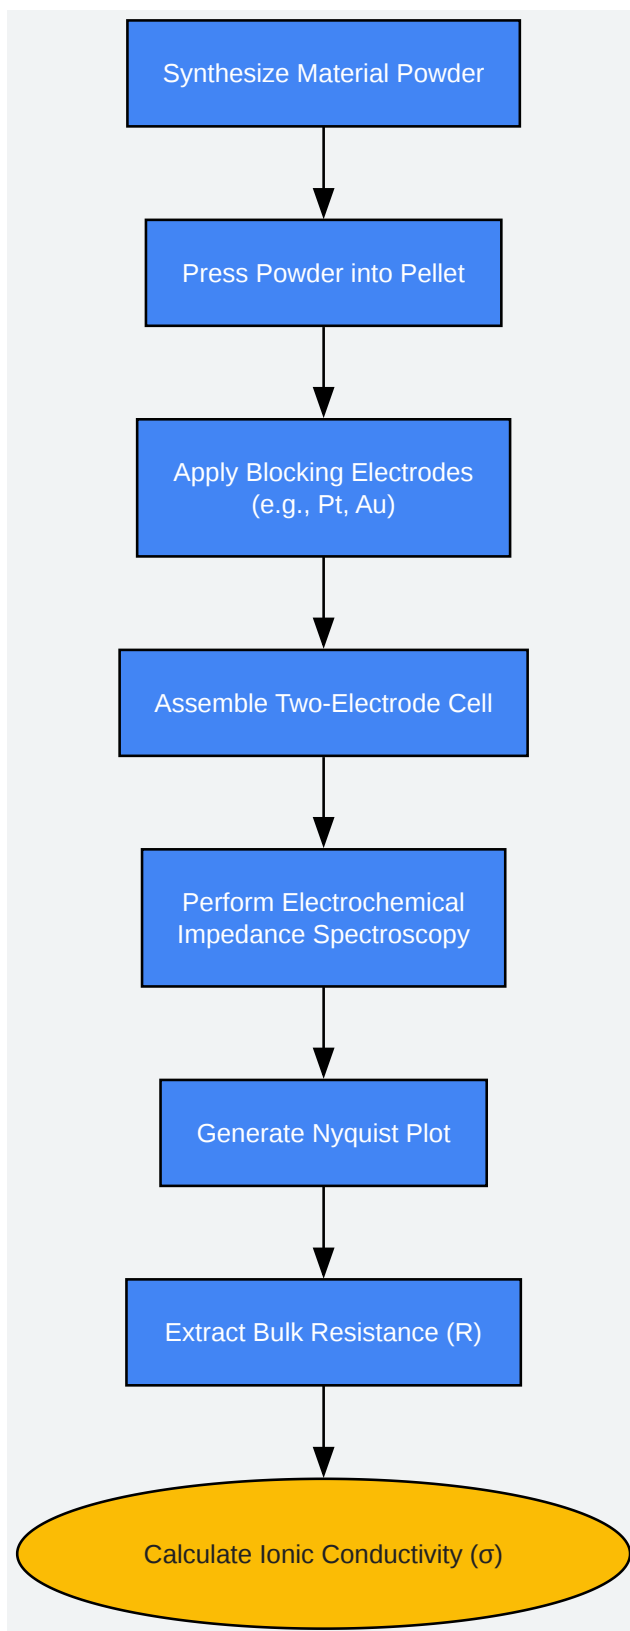 Synthesize Material Powder
Press Powder into Pellet
Apply Blocking Electrodes
(e.g., Pt, Au)
Assemble Two-Electrode Cell
Perform Electrochemical
Impedance Spectroscopy
Generate Nyquist Plot
Extract Bulk Resistance (R)
Calculate Ionic Conductivity (σ)